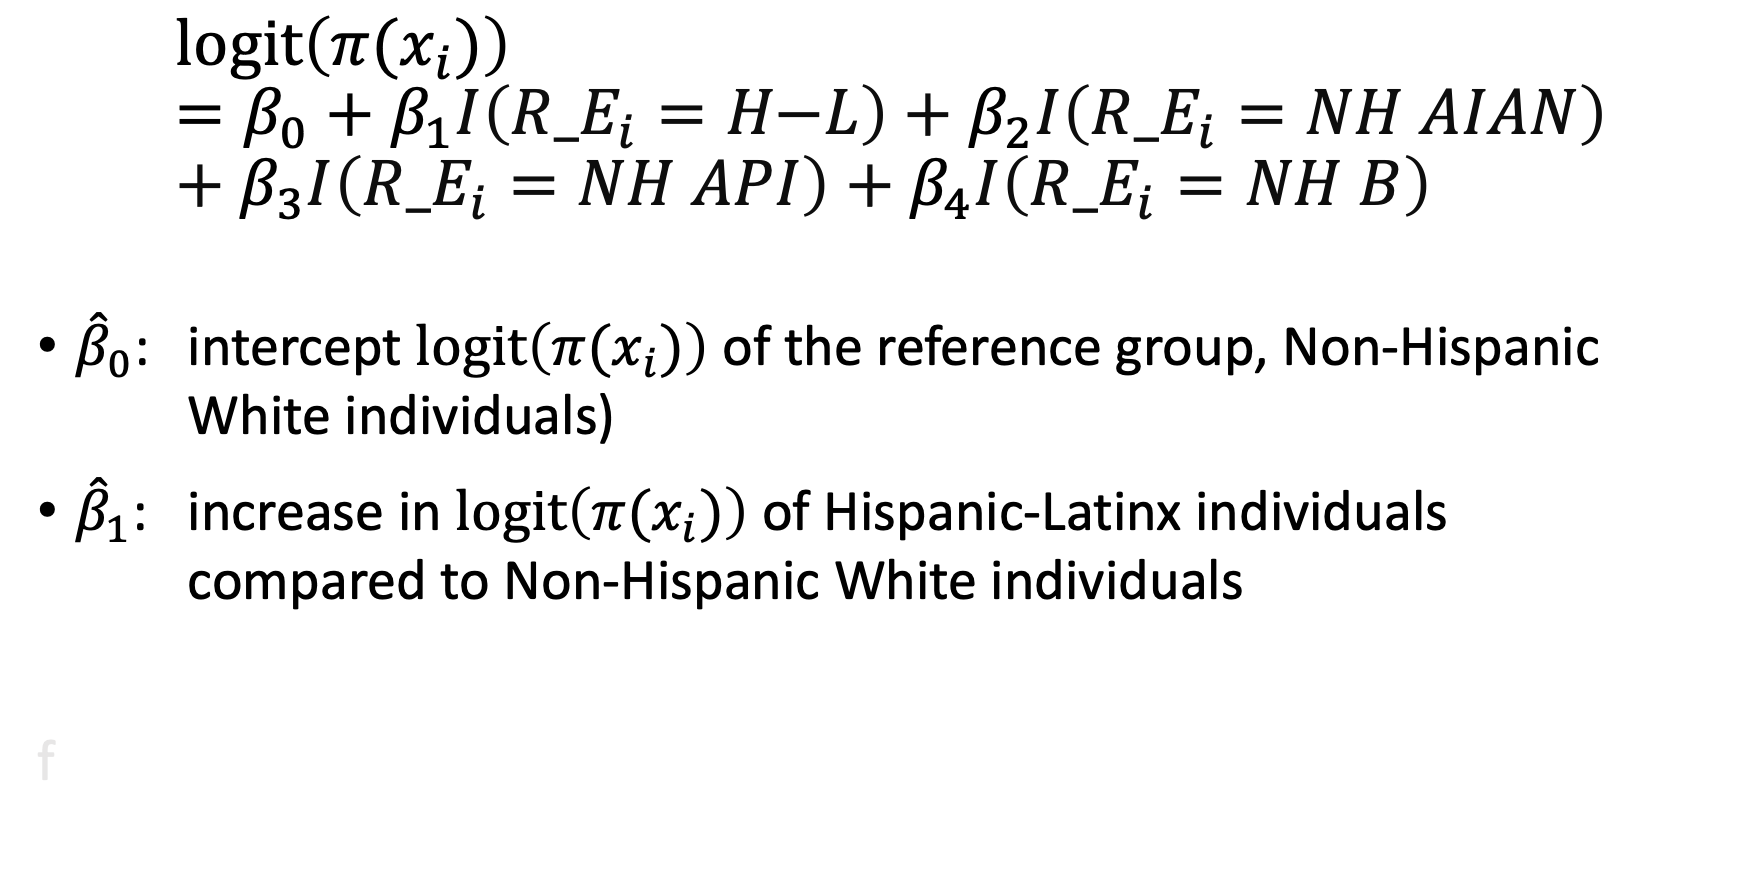 logit(π(xᵢ))
= β₀ + β₁I(R_Eᵢ = H−L) + β₂I(R_Eᵢ = NH AIAN)
+ β₃I(R_Eᵢ = NH API) + β₄I(R_Eᵢ = NH B)
• β̂₀: intercept logit(π(xᵢ)) of the reference group, Non-Hispanic
White individuals)
• β̂₁: increase in logit(π(xᵢ)) of Hispanic-Latinx individuals
compared to Non-Hispanic White individuals
f